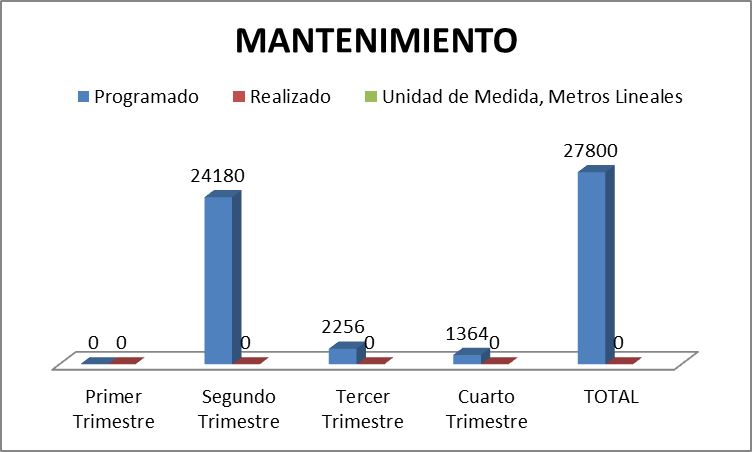 MANTENIMIENTO
Programado Realizado Unidad de Medida, Metros Lineales
0 0 24180 0 2256 0 1364 0 27800 0
Primer Trimestre
Segundo Trimestre
Tercer Trimestre
Cuarto Trimestre
TOTAL